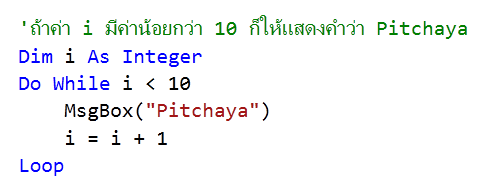 'ถ้าค่า i มีค่าน้อยกว่า 10 ก็ให้แสดงคำว่า Pitchaya
Dim i As Integer
Do While i < 10
    MsgBox("Pitchaya")
    i = i + 1
Loop